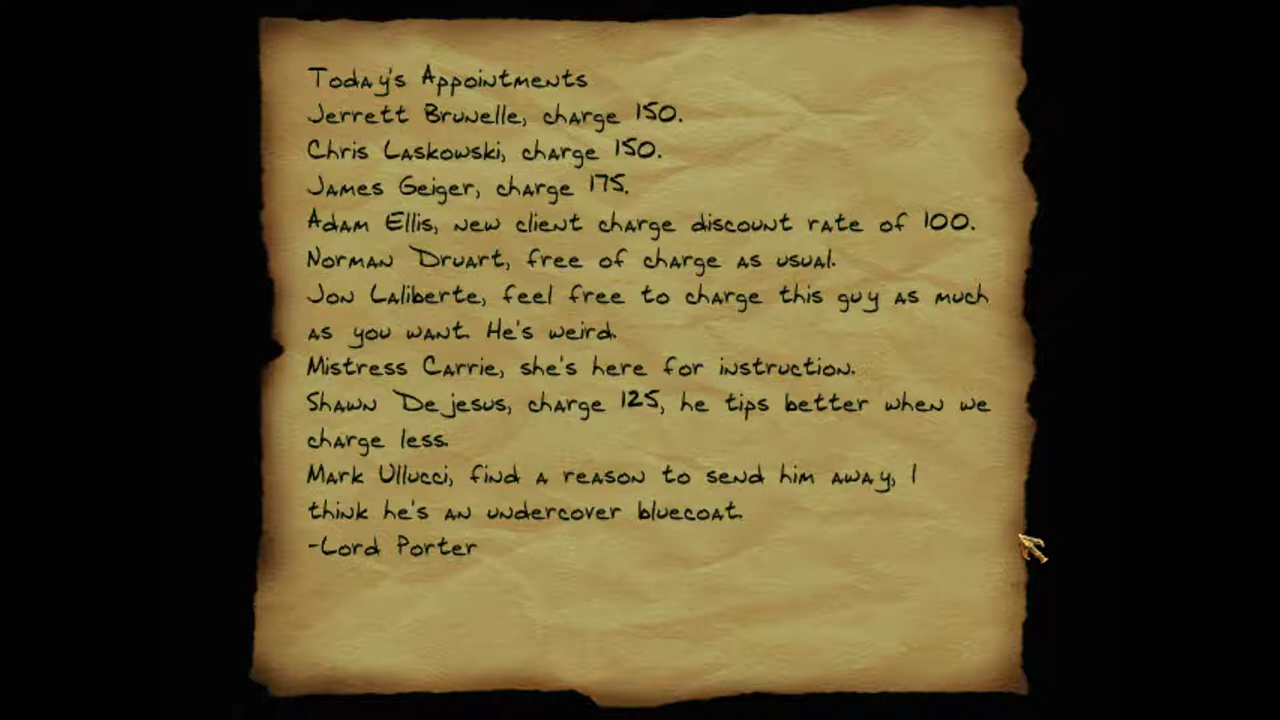 Today's Appointments
Jerrett Brunelle, charge 150.
Chris Laskowski, charge 150.
James Geiger, charge 175.
Adam Ellis, new client charge discount rate of 100.
Norman Druart, free of charge as usual.
Jon Laliberte, feel free to charge this guy as much
as you want. He's weird.
Mistress Carrie, she's here for instruction.
Shawn Dejesus, charge 125, he tips better when we
charge less.
Mark Ullucci, find a reason to send him away, I
think he's an undercover bluecoat.
-Lord Porter